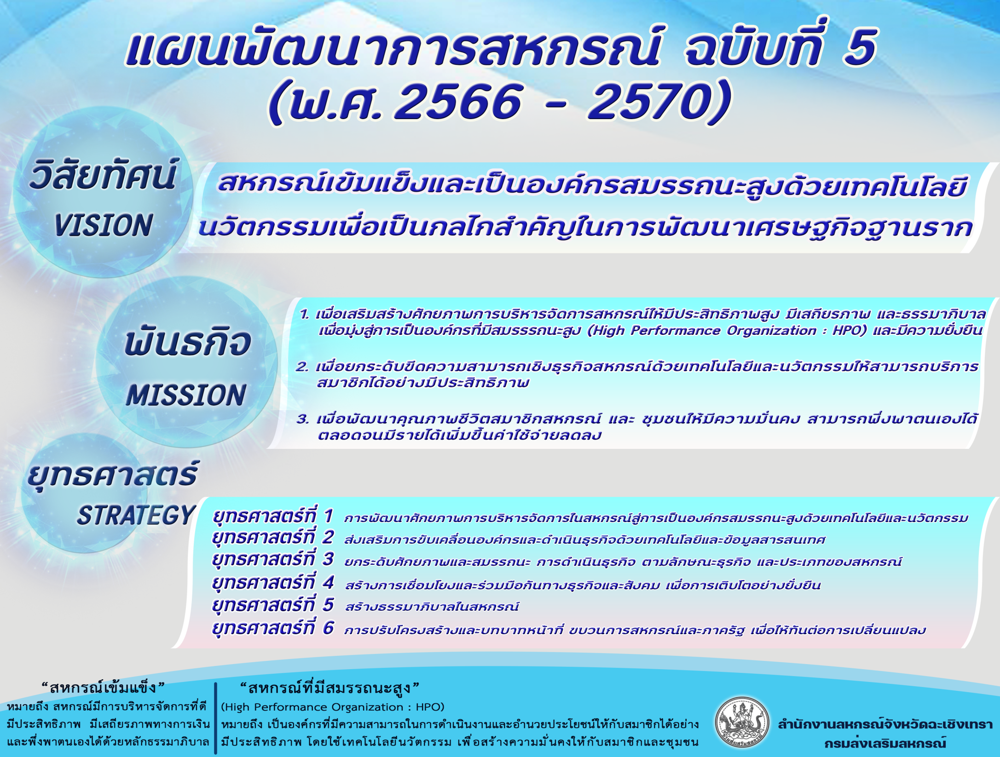 แผนพัฒนาการสหกรณ์ ฉบับที่ 5
(พ.ศ. 2566 - 2570)
วิสัยทัศน์
VISION
สหกรณ์เข้มแข็งและเป็นองค์กรสมรรถนะสูงด้วยเทคโนโลยี
นวัตกรรมเพื่อเป็นกลไกสำคัญในการพัฒนาเศรษฐกิจฐานราก
พันธกิจ
MISSION
1. เพื่อเสริมสร้างศักยภาพการบริหารจัดการสหกรณ์ให้มีประสิทธิภาพสูง มีเสถียรภาพ และธรรมาภิบาล
เพื่อมุ่งสู่การเป็นองค์กรที่มีสมรรรถนะสูง (High Performance Organization : HPO) และมีความยั่งยืน
2. เพื่อยกระดับขีดความสามารถเชิงธุรกิจสหกรณ์ด้วยเทคโนโลยีและนวัตกรรมให้สามารถบริการ
สมาชิกได้อย่างมีประสิทธิภาพ
3. เพื่อพัฒนาคุณภาพชีวิตสมาชิกสหกรณ์ และ ชุมชนให้มีความมั่นคง สามารถพึ่งพาตนเองได้
ตลอดจนมีรายได้เพิ่มขึ้นค่าใช้จ่ายลดลง
ยุทธศาสตร์
STRATEGY
ยุทธศาสตร์ที่ 1 การพัฒนาศักยภาพการบริหารจัดการในสหกรณ์สู่การเป็นองค์กรสมรรถนะสูงด้วยเทคโนโลยีและนวัตกรรม
ยุทธศาสตร์ที่ 2 ส่งเสริมการขับเคลื่อนองค์กรและดำเนินธุรกิจด้วยเทคโนโลยีและข้อมูลสารสนเทศ
ยุทธศาสตร์ที่ 3 ยกระดับศักยภาพและสมรรถนะ การดำเนินธุรกิจ ตามลักษณะธุรกิจ และประเภทของสหกรณ์
ยุทธศาสตร์ที่ 4 สร้างการเชื่อมโยงและร่วมมือกันทางธุรกิจและสังคม เพื่อการเติบโตอย่างยั่งยืน
ยุทธศาสตร์ที่ 5 สร้างธรรมาภิบาลในสหกรณ์
ยุทธศาสตร์ที่ 6 การปรับโครงสร้างและบทบาทหน้าที่ ขบวนการสหกรณ์และภาครัฐ เพื่อให้ทันต่อการเปลี่ยนแปลง
“สหกรณ์เข้มแข็ง”
หมายถึง สหกรณ์มีการบริหารจัดการที่ดี
มีประสิทธิภาพ มีเสถียรภาพทางการเงิน
และพึ่งพาตนเองได้ด้วยหลักธรรมาภิบาล
“สหกรณ์ที่มีสมรรถนะสูง”
(High Performance Organization : HPO)
หมายถึง เป็นองค์กรที่มีความสามารถในการดำเนินงานและอำนวยประโยชน์ให้กับสมาชิกได้อย่าง
มีประสิทธิภาพ โดยใช้เทคโนโลยีนวัตกรรม เพื่อสร้างความมั่นคงให้กับสมาชิกและชุมชน
กรมส่งเสริมสหกรณ์
สำนักงานสหกรณ์จังหวัดฉะเชิงเทรา
กรมส่งเสริมสหกรณ์